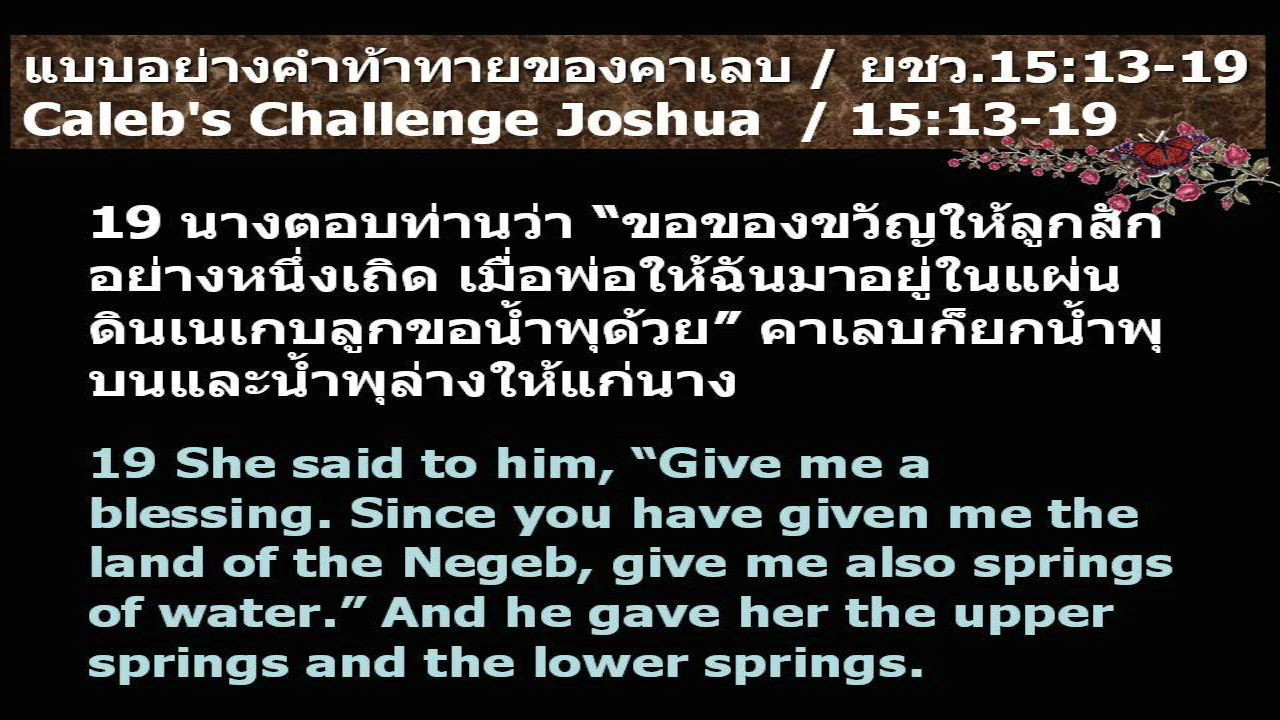 แบบอย่างคำท้าทายของคาเลบ / ยชว.15:13-19
Caleb's Challenge Joshua / 15:13-19
19 นางตอบท่านว่า “ขอของขวัญให้ลูกสัก
อย่างหนึ่งเถิด เมื่อพ่อให้ฉันมาอยู่ในแผ่น
ดินเนเกบลูกขอน้ำพุด้วย” คาเลบก็ยกน้ำพุ
บนและน้ำพุล่างให้แก่นาง
19 She said to him, “Give me a
blessing. Since you have given me the
land of the Negeb, give me also springs
of water.” And he gave her the upper
springs and the lower springs.